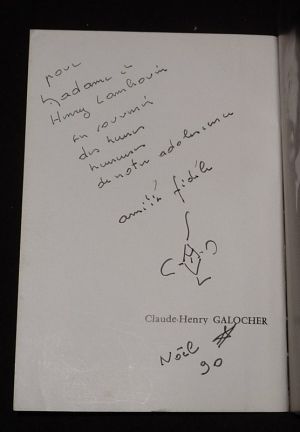 pour
Madame et
Henry
en souvenir
des heures
heureuses
de notre adolescence
amitié fidèle
Claude-Henry GALOCHER
Noël
90